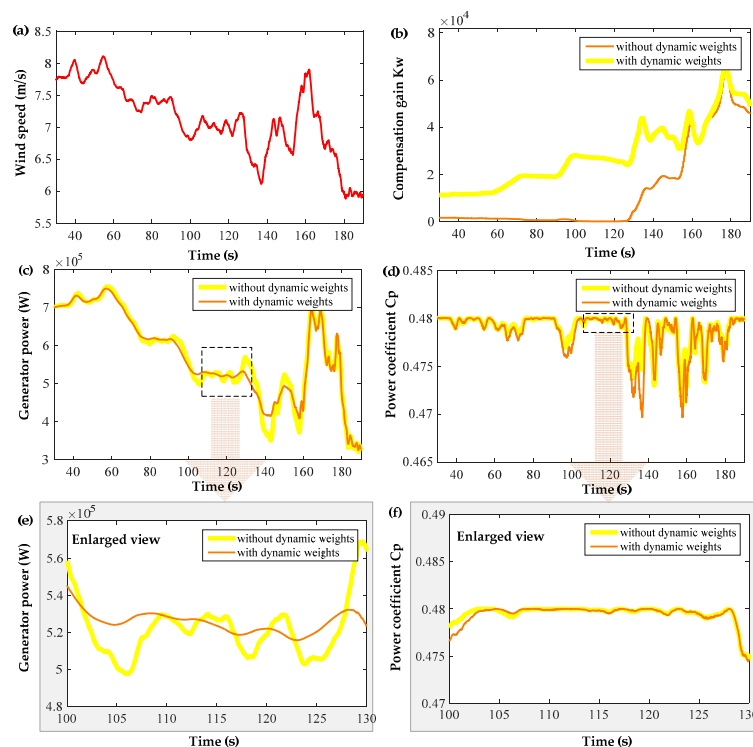 (a)
8.5
8
7.5
7
6.5
6
5.5
Wind speed (m/s)
40 60 80 100 120 140 160 180
Time (s)
(b)
×10⁴
8
6
4
2
0
Compensation gain Kw
without dynamic weights
with dynamic weights
40 60 80 100 120 140 160 180
Time (s)
(c)
×10⁵
8
7
6
5
4
3
Generator power (W)
without dynamic weights
with dynamic weights
40 60 80 100 120 140 160 180
Time (s)
(d)
0.485
0.48
0.475
0.47
0.465
Power coefficient Cp
without dynamic weights
with dynamic weights
40 60 80 100 120 140 160 180
Time (s)
(e)
×10⁵
5.8
5.6
5.4
5.2
5
4.8
Generator power (W)
Enlarged view
without dynamic weights
with dynamic weights
100 105 110 115 120 125 130
Time (s)
(f)
0.49
0.485
0.48
0.475
0.47
Power coefficient Cp
Enlarged view
without dynamic weights
with dynamic weights
100 105 110 115 120 125 130
Time (s)